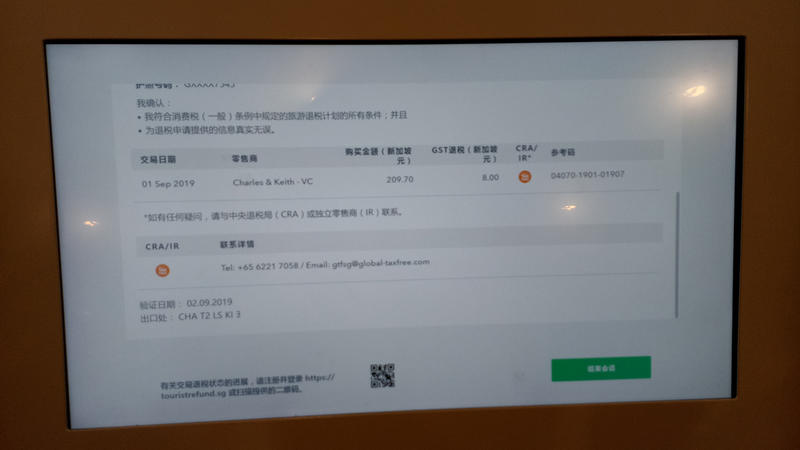 护照号码： GXXXX7545
我确认：
• 我符合消费税（一般）条例中规定的旅游退税计划的所有条件；并且
• 为退税申请提供的信息真实无误。
交易日期 零售商 购买金额（新加坡元） GST退税（新加坡元） CRA/IR* 参考码
01 Sep 2019 Charles & Keith - VC 209.70 8.00 04070-1901-01907
*如有任何疑问，请与中央退税局（CRA）或独立零售商（IR）联系。
CRA/IR 联系详情
Tel: +65 6221 7058 / Email: gtfsg@global-taxfree.com
验证日期： 02.09.2019
出口处： CHA T2 LS KI 3
有关交易退税状态的进展，请注册并登录 https://
touristrefund.sg 或扫描提供的二维码。
结束会话